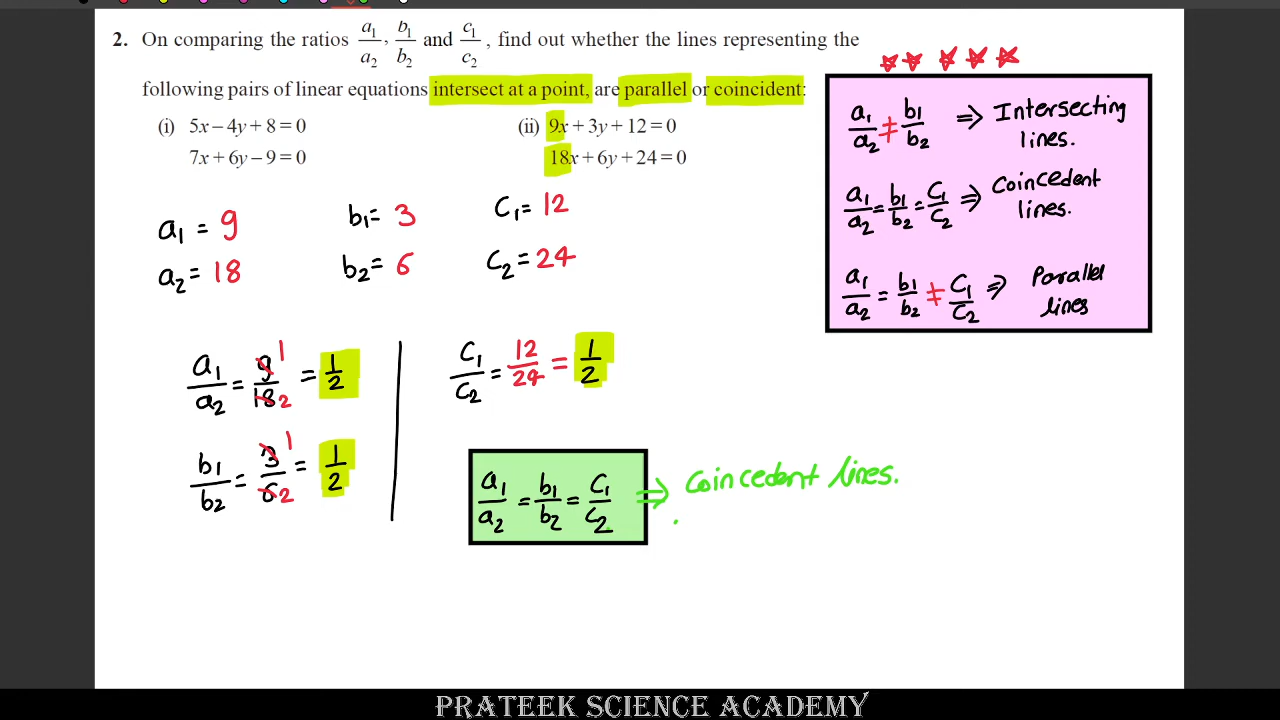 2. On comparing the ratios a₁/a₂, b₁/b₂ and c₁/c₂, find out whether the lines representing the
following pairs of linear equations intersect at a point, are parallel or coincident:
(i) 5x – 4y + 8 = 0
7x + 6y – 9 = 0
(ii) 9x + 3y + 12 = 0
18x + 6y + 24 = 0
a₁/a₂ ≠ b₁/b₂ ⇒ Intersecting
lines.
a₁/a₂ = b₁/b₂ = C₁/C₂ ⇒ Coincedent
lines.
a₁/a₂ = b₁/b₂ ≠ C₁/C₂ ⇒ Parallel
lines
a₁ = 9
a₂ = 18
b₁ = 3
b₂ = 6
C₁ = 12
C₂ = 24
a₁/a₂ = 9/18 = 1/2
1
2
b₁/b₂ = 3/6 = 1/2
1
2
C₁/C₂ = 12/24 = 1/2
a₁/a₂ = b₁/b₂ = C₁/C₂ ⇒ Coincedent lines.
PRATEEK SCIENCE ACADEMY